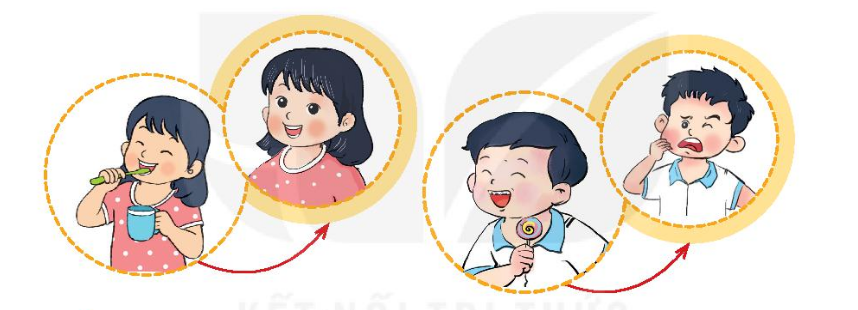 KẾT NỐI TRI THỨC